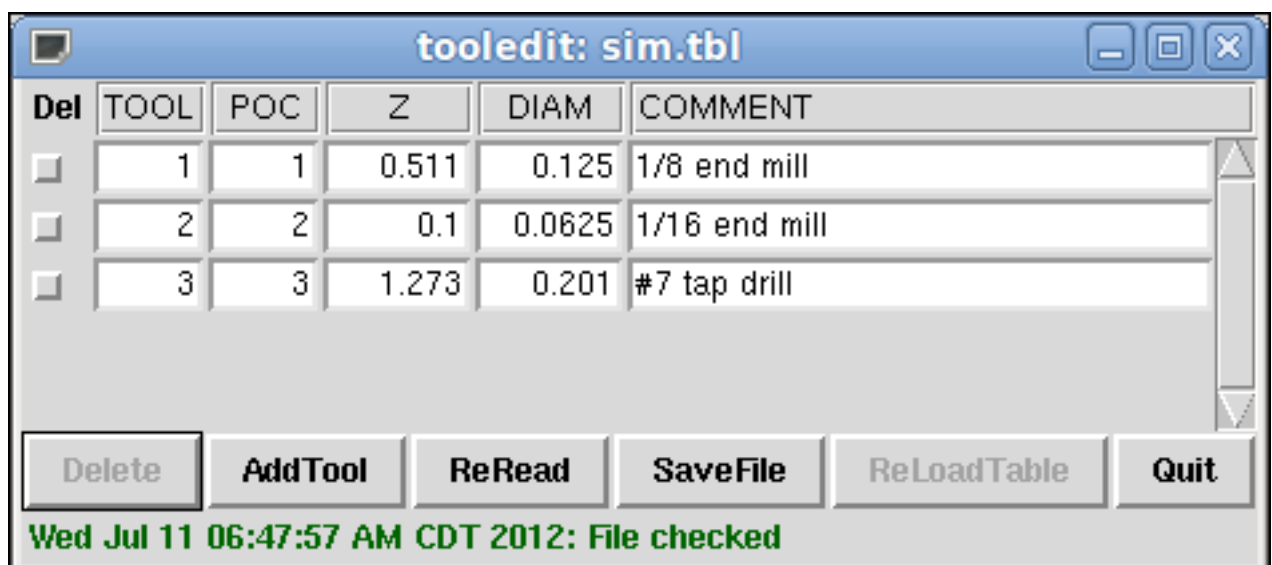 tooledit: sim.tbl
Del TOOL POC Z DIAM COMMENT
1 1 0.511 0.125 1/8 end mill
2 2 0.1 0.0625 1/16 end mill
3 3 1.273 0.201 #7 tap drill
Delete AddTool ReRead SaveFile ReLoadTable Quit
Wed Jul 11 06:47:57 AM CDT 2012: File checked